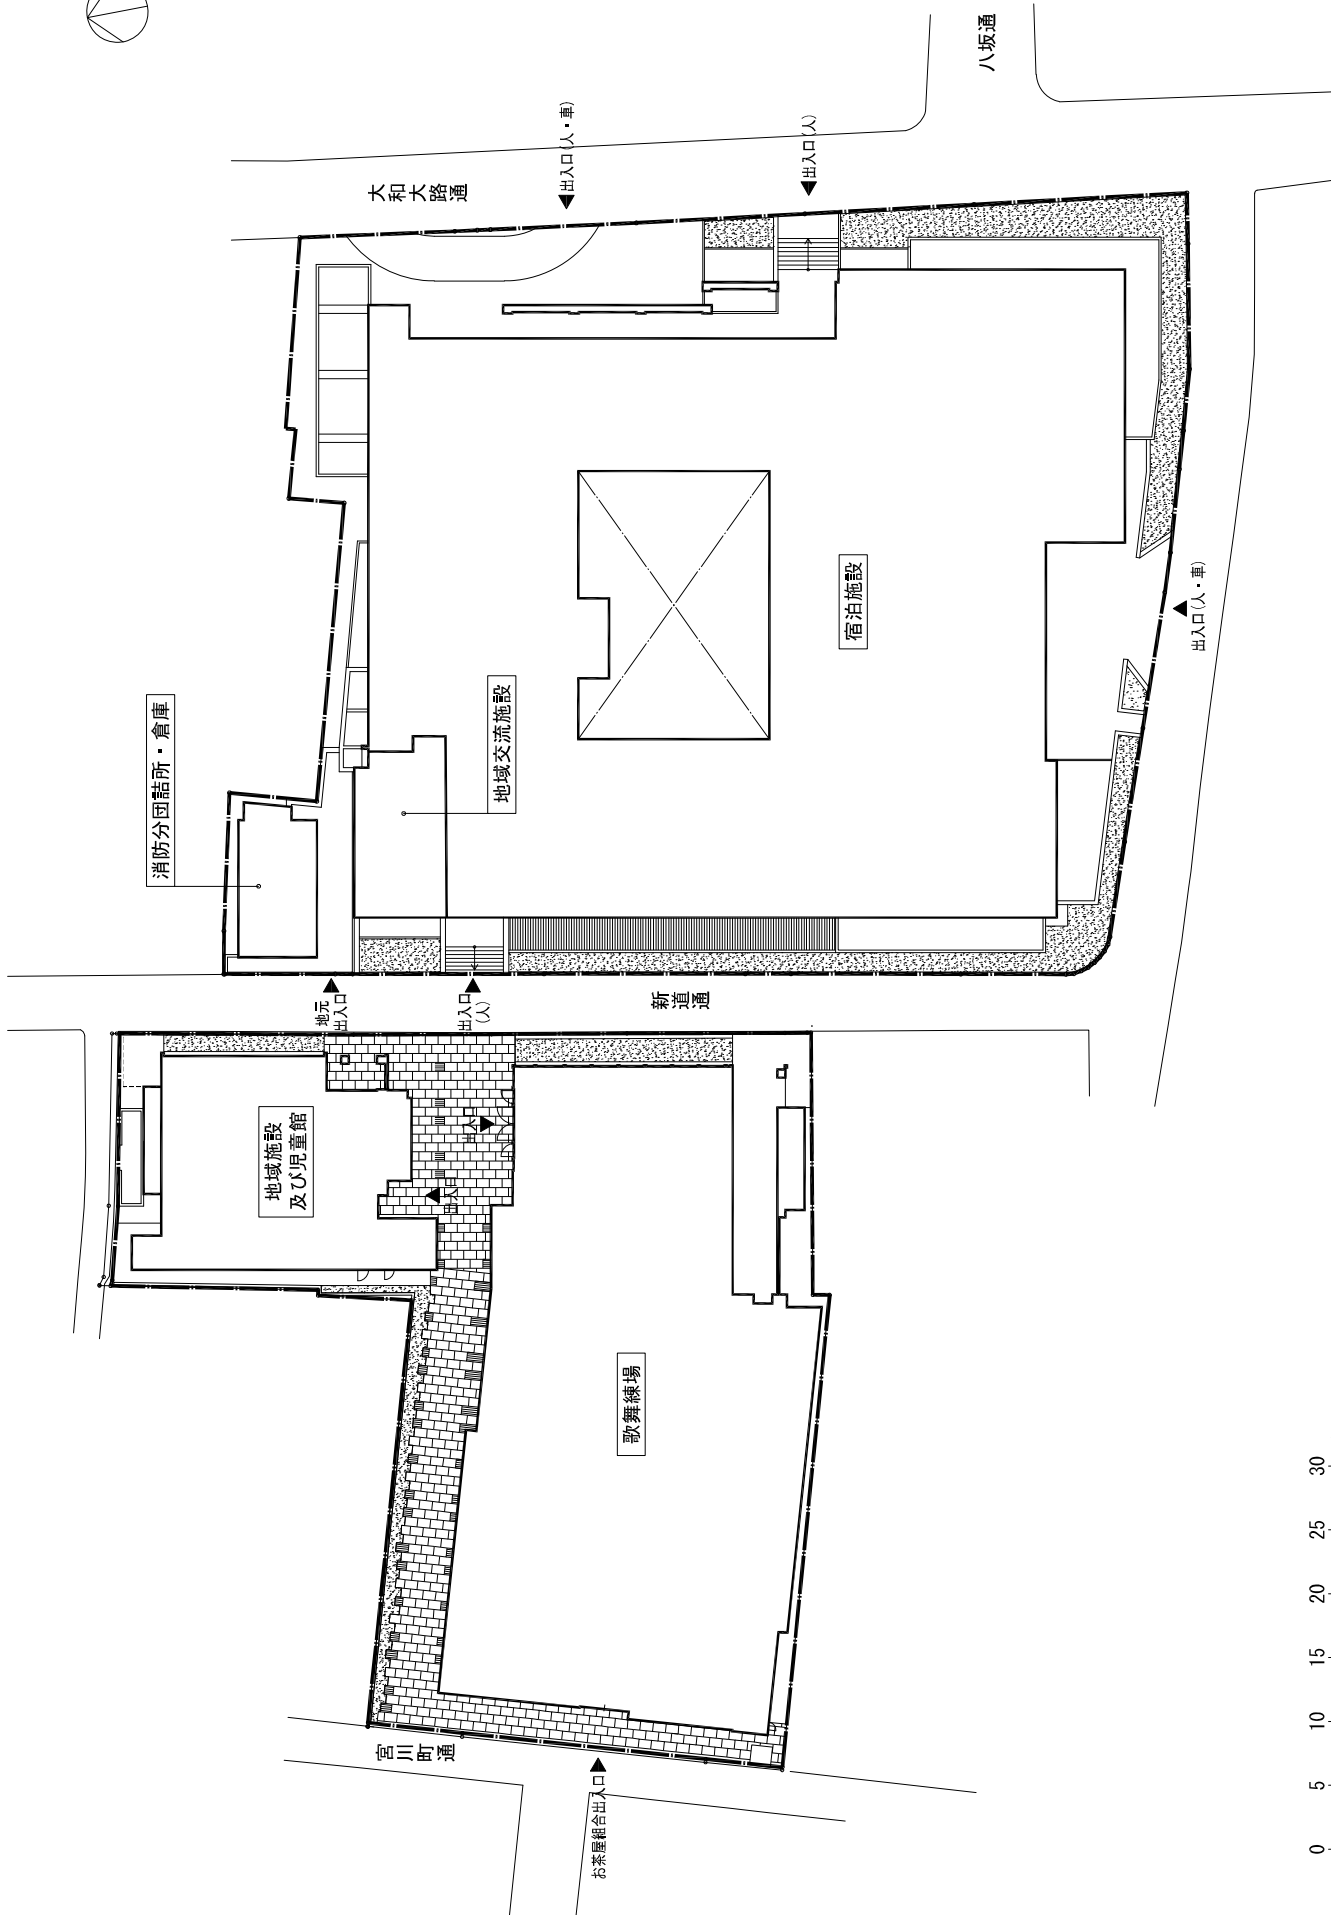 八坂通
大和大路通
出入口(人・車)
出入口(人)
消防分団詰所・倉庫
地域交流施設
宿泊施設
出入口(人・車)
地元
出入口
出入口
(人)
新道通
地域施設
及び児童館
出入口
出入口
歌舞練場
宮川町通
お茶屋組合出入口
0 5 10 15 20 25 30